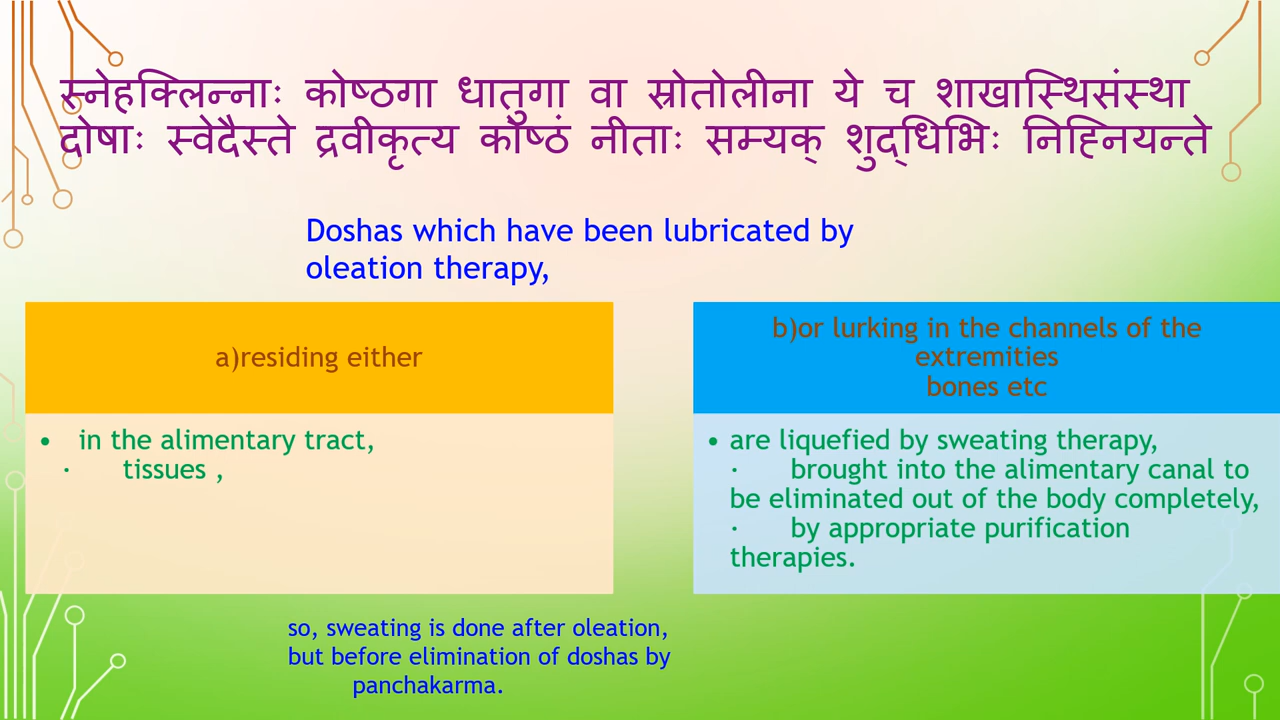 स्नेहक्लिन्नाः कोष्ठगा धातुगा वा स्रोतोलीना ये च शाखास्थिसंस्था
दोषाः स्वेदैस्ते द्रवीकृत्य कोष्ठं नीताः सम्यक् शुद्धिभिः निह्नियन्ते
Doshas which have been lubricated by
oleation therapy,
a)residing either
• in the alimentary tract,
· tissues ,
b)or lurking in the channels of the
extremities
bones etc
• are liquefied by sweating therapy,
· brought into the alimentary canal to
be eliminated out of the body completely,
· by appropriate purification
therapies.
so, sweating is done after oleation,
but before elimination of doshas by
panchakarma.